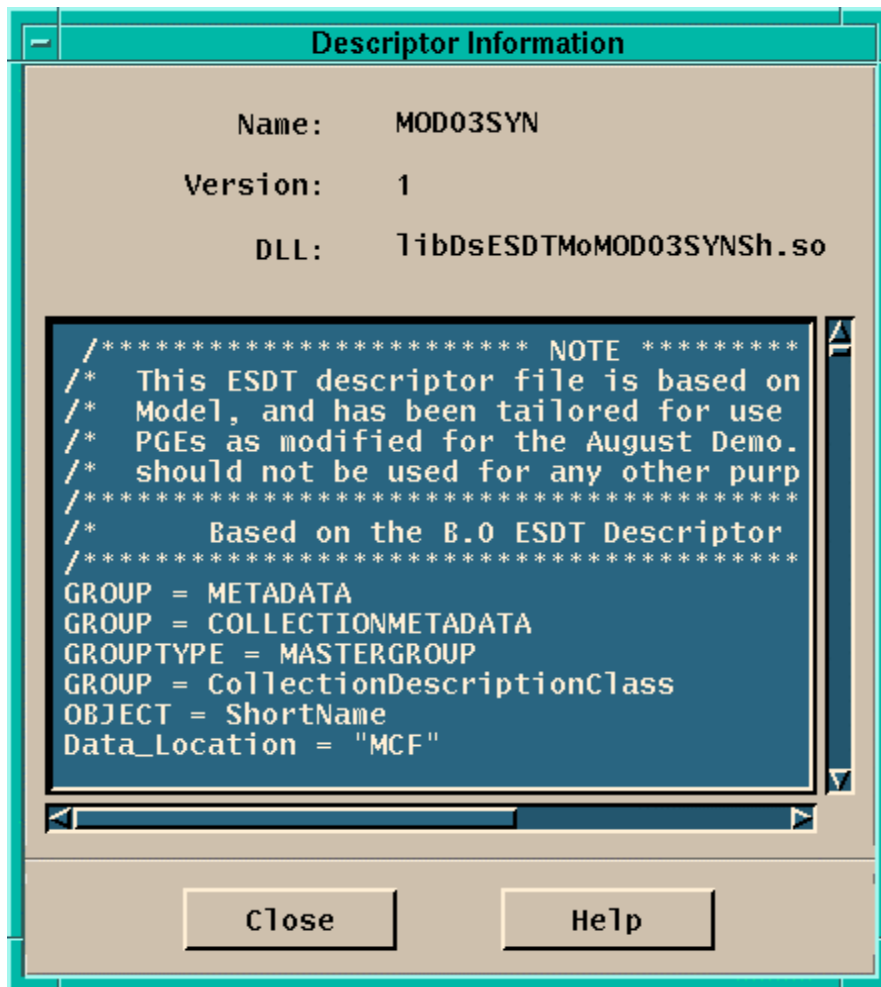 Descriptor Information
Name: MOD03SYN
Version: 1
DLL: libDsESDTMoMOD03SYNSh.so
/************************ NOTE *********
/* This ESDT descriptor file is based on
/* Model, and has been tailored for use
/* PGEs as modified for the August Demo.
/* should not be used for any other purp
/****************************************
/* Based on the B.0 ESDT Descriptor
/****************************************
GROUP = METADATA
GROUP = COLLECTIONMETADATA
GROUPTYPE = MASTERGROUP
GROUP = CollectionDescriptionClass
OBJECT = ShortName
Data_Location = "MCF"
Close Help